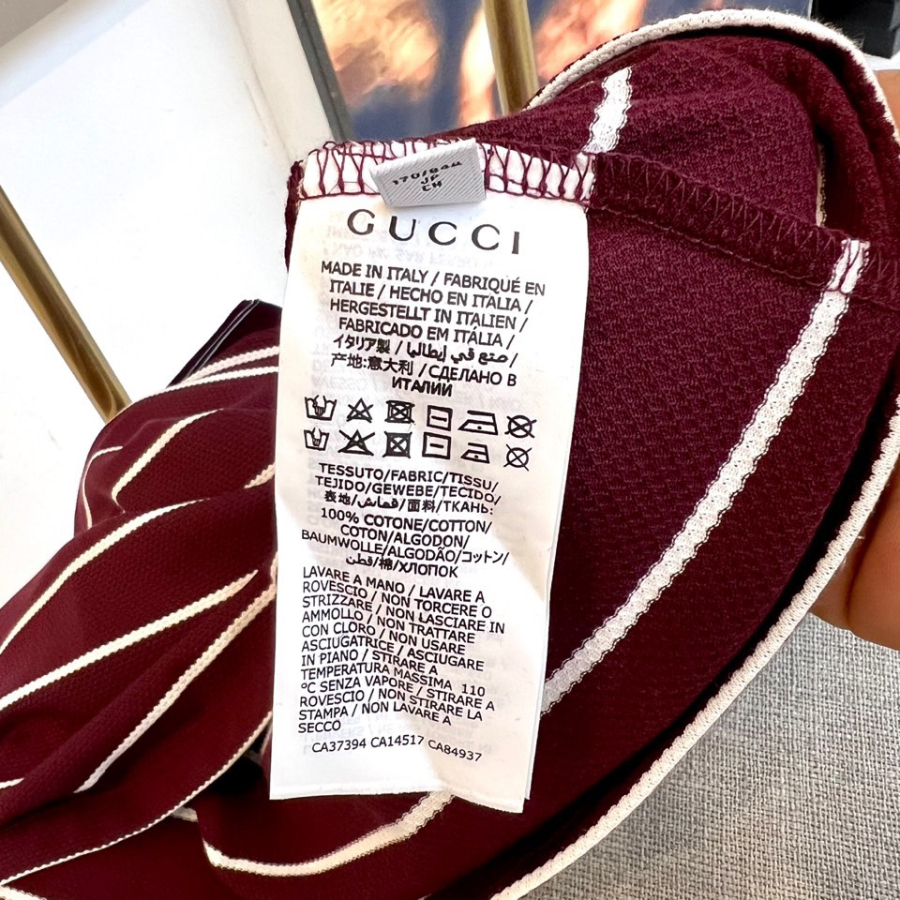 170/84A
JP
CH
GUCCI
MADE IN ITALY / FABRIQUÉ EN
ITALIE / HECHO EN ITALIA /
HERGESTELLT IN ITALIEN /
FABRICADO EM ITÁLIA /
イタリア製 / صنع في إيطاليا /
产地:意大利 / СДЕЛАНО В
ИТАЛИИ
TESSUTO/FABRIC/TISSU/
TEJIDO/GEWEBE/TECIDO/
表地/قماش/面料/ТКАНЬ:
100% COTONE/COTTON/
COTON/ALGODON/
BAUMWOLLE/ALGODÃO/コットン/
قطن/棉/ХЛОПОК
LAVARE A MANO / LAVARE A
ROVESCIO / NON TORCERE O
STRIZZARE / NON LASCIARE IN
AMMOLLO / NON TRATTARE
CON CLORO / NON USARE
ASCIUGATRICE / ASCIUGARE
IN PIANO / STIRARE A
TEMPERATURA MASSIMA 110
°C SENZA VAPORE / STIRARE A
ROVESCIO / NON STIRARE LA
STAMPA / NON LAVARE A
SECCO
CA37394 CA14517 CA84937